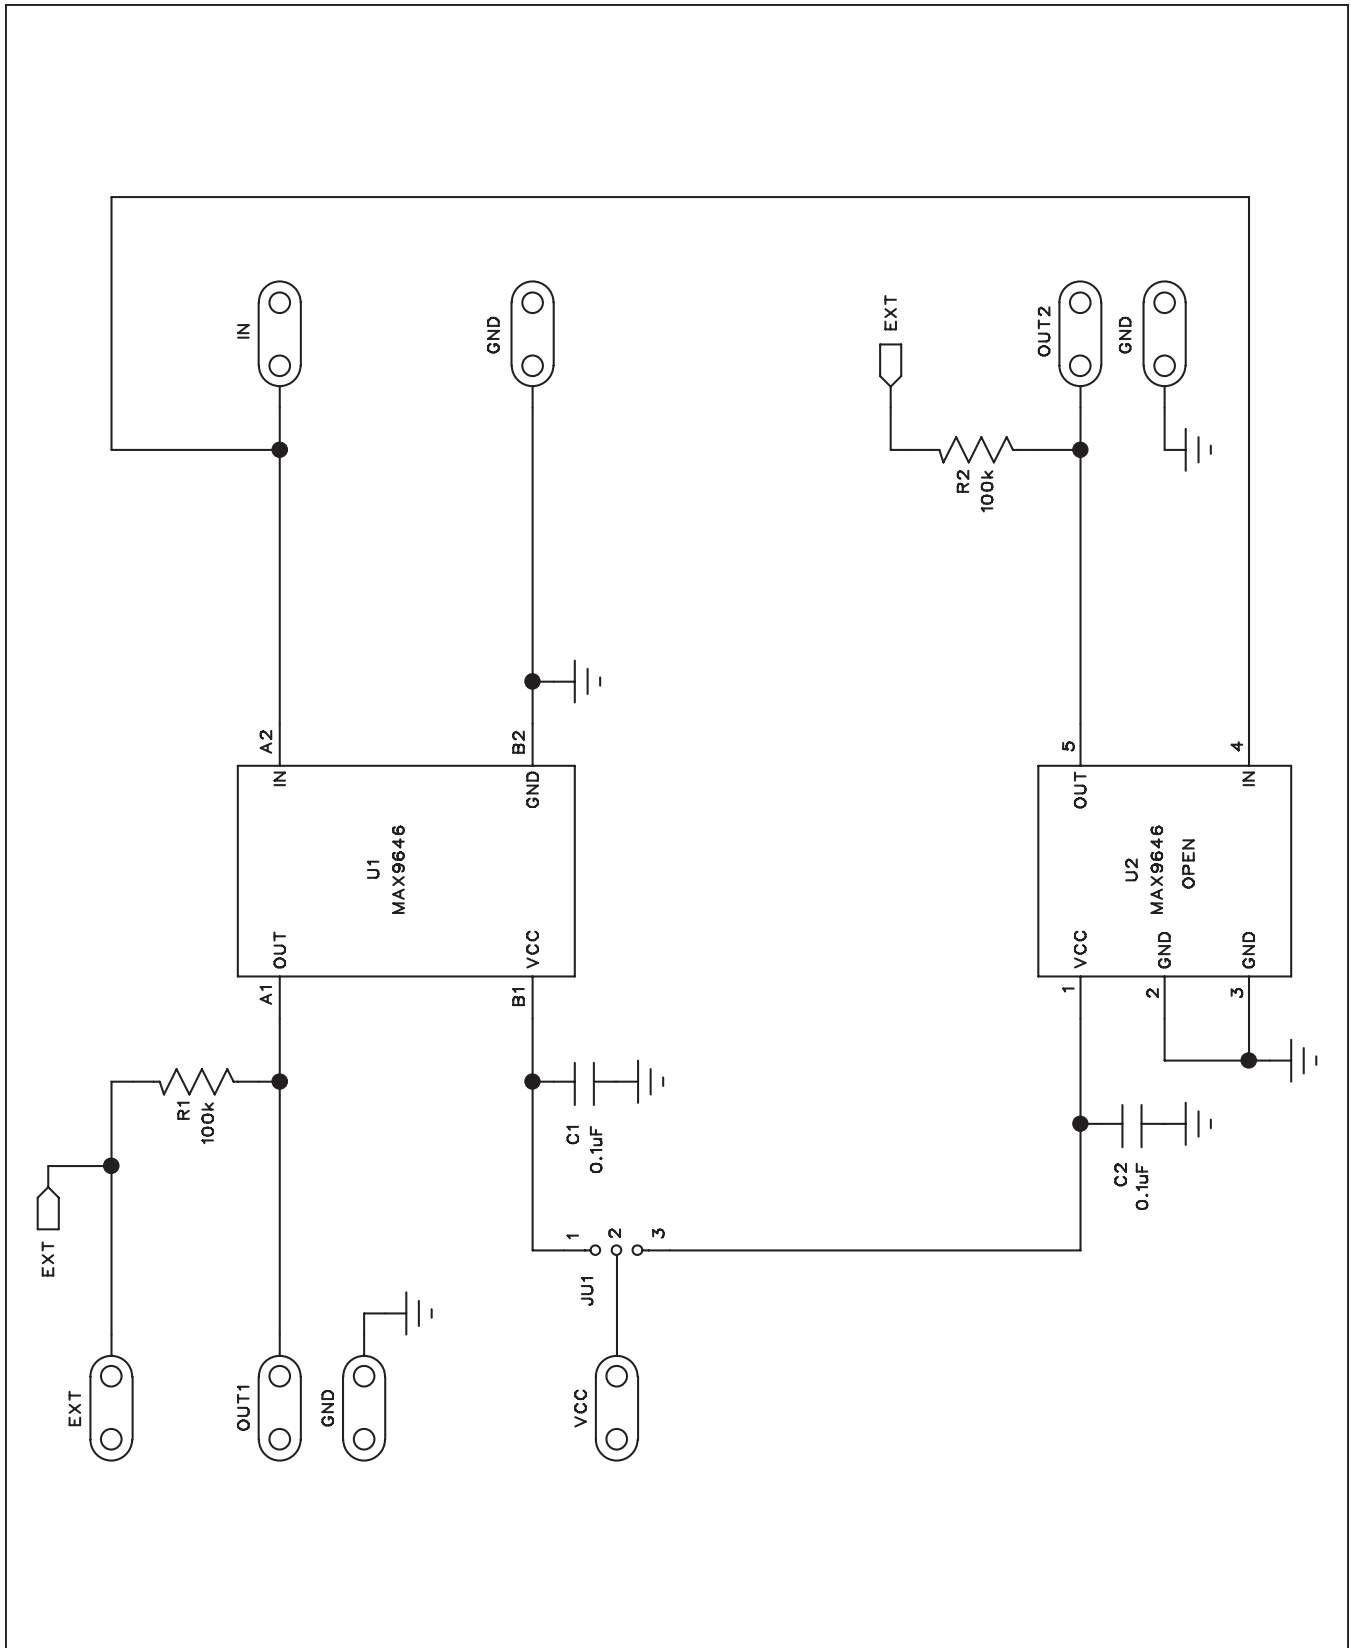 EXT
EXT
R1
100k
OUT1
GND
A1
OUT
IN
A2
IN
U1
MAX9646
B1
VCC
GND
B2
GND
C1
0.1uF
JU1
1
2
3
VCC
EXT
R2
100k
OUT2
GND
1
VCC
OUT
5
U2
MAX9646
OPEN
2
GND
3
GND
IN
4
C2
0.1uF